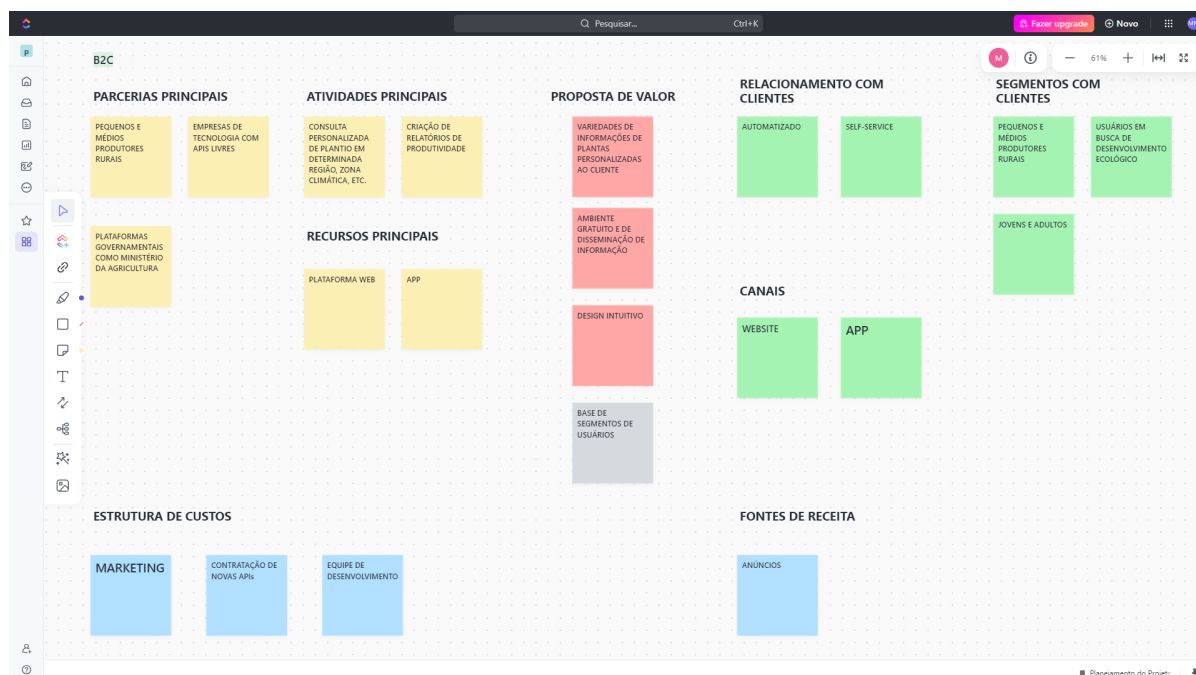 Pesquisar...
Ctrl+K
Fazer upgrade
Novo
P
B2C
M
61%
PARCERIAS PRINCIPAIS
PEQUENOS E
MÉDIOS
PRODUTORES
RURAIS
EMPRESAS DE
TECNOLOGIA COM
APIS LIVRES
PLATAFORMAS
GOVERNAMENTAIS
COMO MINISTÉRIO
DA AGRICULTURA
ATIVIDADES PRINCIPAIS
CONSULTA
PERSONALIZADA
DE PLANTIO EM
DETERMINADA
REGIÃO, ZONA
CLIMÁTICA, ETC.
CRIAÇÃO DE
RELATÓRIOS DE
PRODUTIVIDADE
RECURSOS PRINCIPAIS
PLATAFORMA WEB
APP
PROPOSTA DE VALOR
VARIEDADES DE
INFORMAÇÕES DE
PLANTAS
PERSONALIZADAS
AO CLIENTE
AMBIENTE
GRATUITO E DE
DISSEMINAÇÃO DE
INFORMAÇÃO
DESIGN INTUITIVO
BASE DE
SEGMENTOS DE
USUÁRIOS
RELACIONAMENTO COM
CLIENTES
AUTOMATIZADO
SELF-SERVICE
CANAIS
WEBSITE
APP
SEGMENTOS COM
CLIENTES
PEQUENOS E
MÉDIOS
PRODUTORES
RURAIS
USUÁRIOS EM
BUSCA DE
DESENVOLVIMENTO
ECOLÓGICO
JOVENS E ADULTOS
ESTRUTURA DE CUSTOS
MARKETING
CONTRATAÇÃO DE
NOVAS APIs
EQUIPE DE
DESENVOLVIMENTO
FONTES DE RECEITA
ANÚNCIOS
Planejamento do Projeto